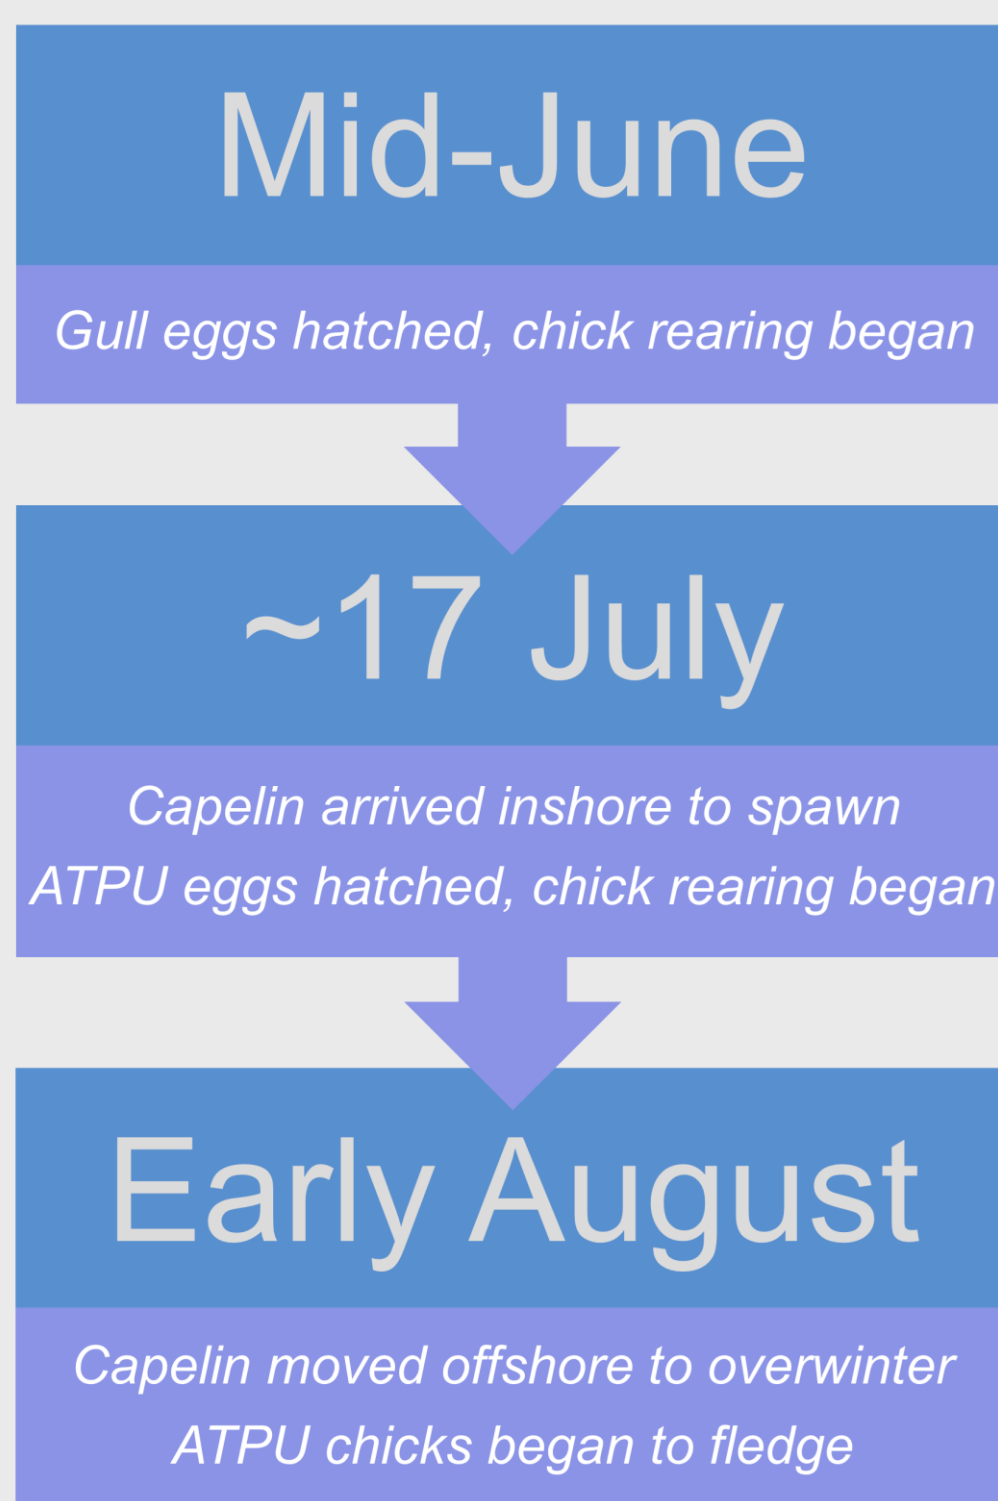 Mid-June
Gull eggs hatched, chick rearing began
~17 July
Capelin arrived inshore to spawn
ATPU eggs hatched, chick rearing began
Early August
Capelin moved offshore to overwinter
ATPU chicks began to fledge